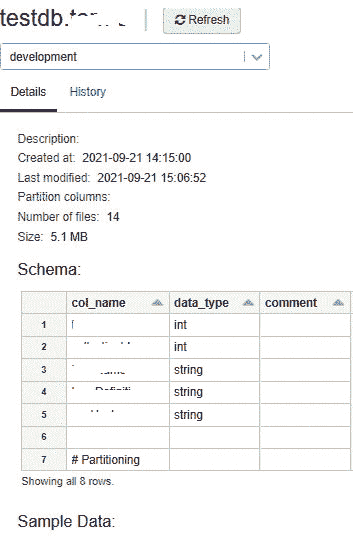 testdb.
Refresh
development
Details History
Description:
Created at: 2021-09-21 14:15:00
Last modified: 2021-09-21 15:06:52
Partition columns:
Number of files: 14
Size: 5.1 MB
Schema:
col_name data_type comment
1 int
2 int
3 string
4 string
5 string
6
7 # Partitioning
Showing all 8 rows.
Sample Data: